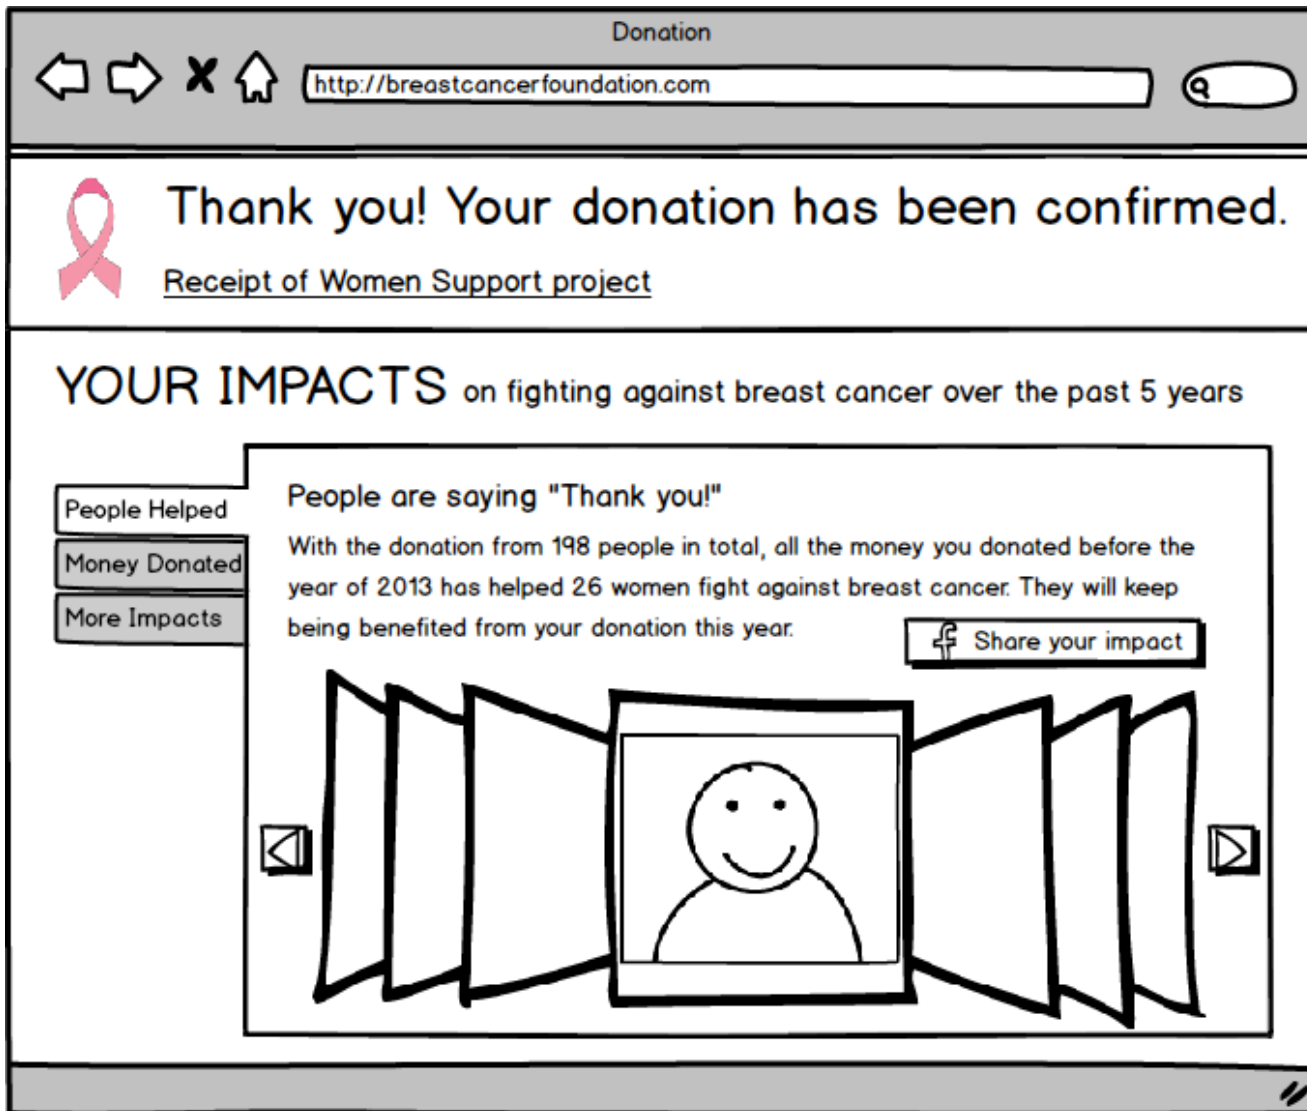 Donation
http://breastcancerfoundation.com
Thank you! Your donation has been confirmed.
Receipt of Women Support project
YOUR IMPACTS on fighting against breast cancer over the past 5 years
People Helped
Money Donated
More Impacts
People are saying "Thank you!"
With the donation from 198 people in total, all the money you donated before the
year of 2013 has helped 26 women fight against breast cancer. They will keep
being benefited from your donation this year.
f Share your impact